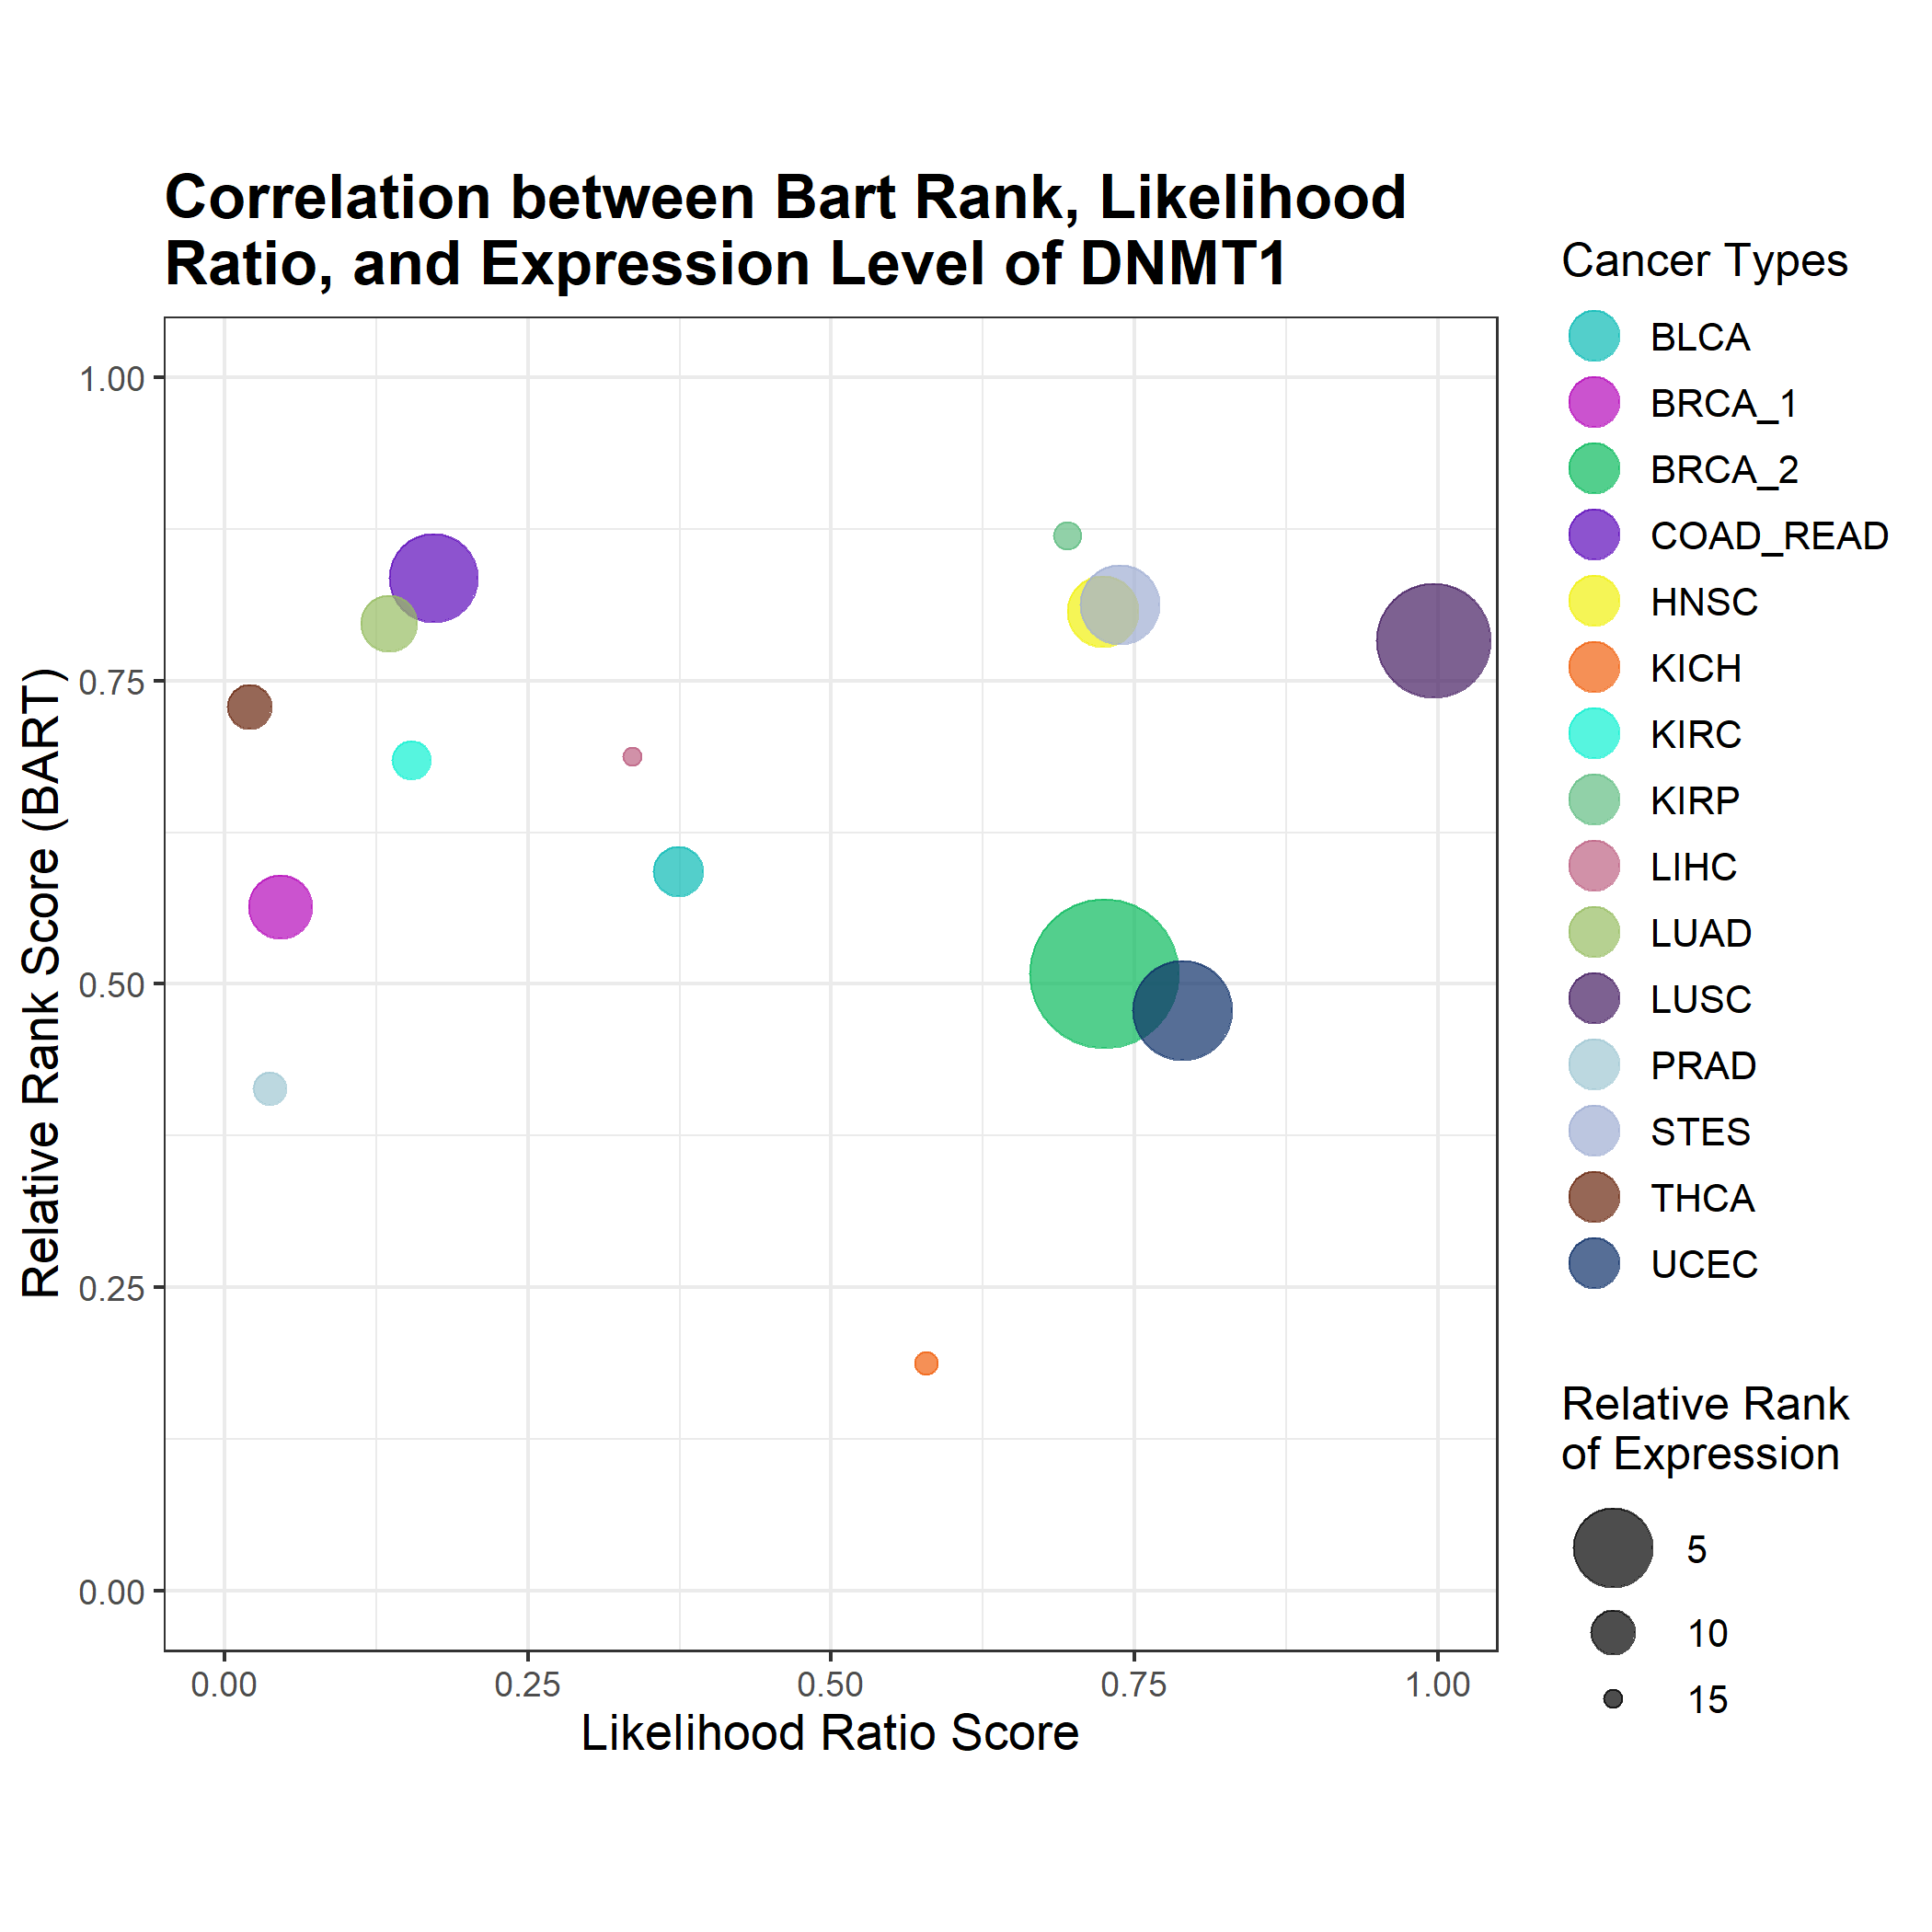 Correlation between Bart Rank, Likelihood
Ratio, and Expression Level of DNMT1
Relative Rank Score (BART)
1.00
0.75
0.50
0.25
0.00
0.00
0.25
0.50
0.75
1.00
Likelihood Ratio Score
Cancer Types
BLCA
BRCA_1
BRCA_2
COAD_READ
HNSC
KICH
KIRC
KIRP
LIHC
LUAD
LUSC
PRAD
STES
THCA
UCEC
Relative Rank
of Expression
5
10
15